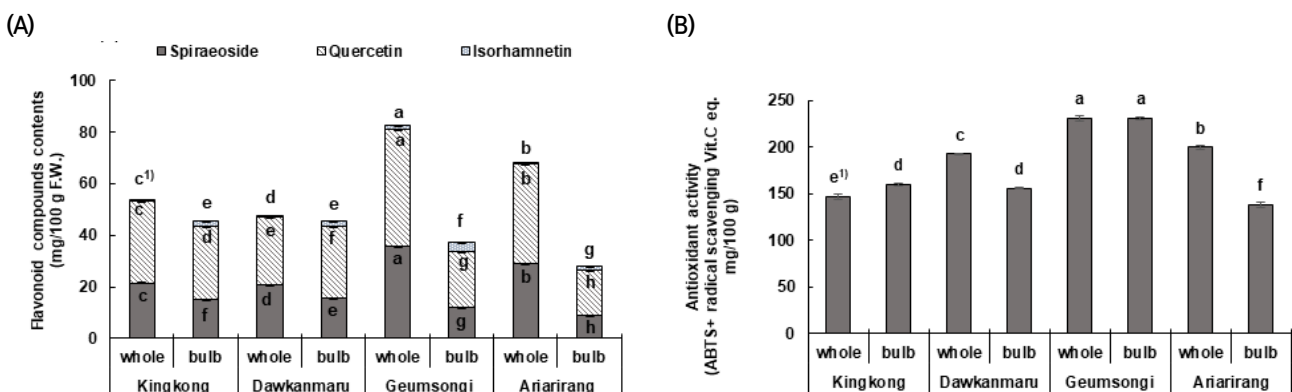 (A)
Spiraeoside Quercetin Isorhamnetin
Flavonoid compounds contents
(mg/100 g F.W.)
100
80
60
40
20
0
c1) e d e a f b g
c d e f a g b h
c f d e a g b h
whole bulb whole bulb whole bulb whole bulb
Kingkong Dawkanmaru Geumsongi Ariarirang
(B)
Antioxidant activity
(ABTS+ radical scavenging Vit.C eq.
mg/100 g)
250
200
150
100
50
0
e1) d c d a a b f
whole bulb whole bulb whole bulb whole bulb
Kingkong Dawkanmaru Geumsongi Ariarirang